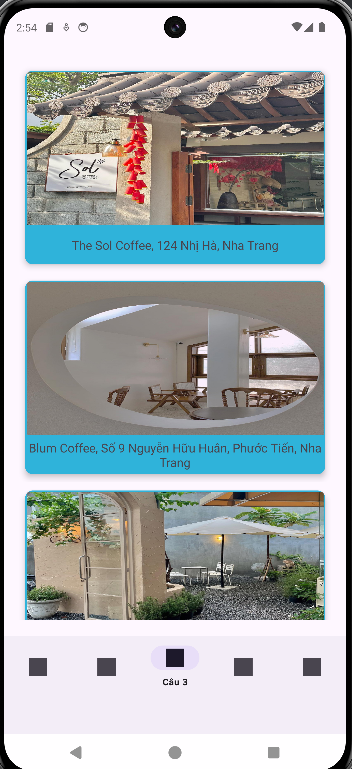 2:54
Sol
COFFEE
The Sol Coffee, 124 Nhị Hà, Nha Trang
Blum Coffee, Số 9 Nguyễn Hữu Huân, Phước Tiến, Nha
Trang
Câu 3